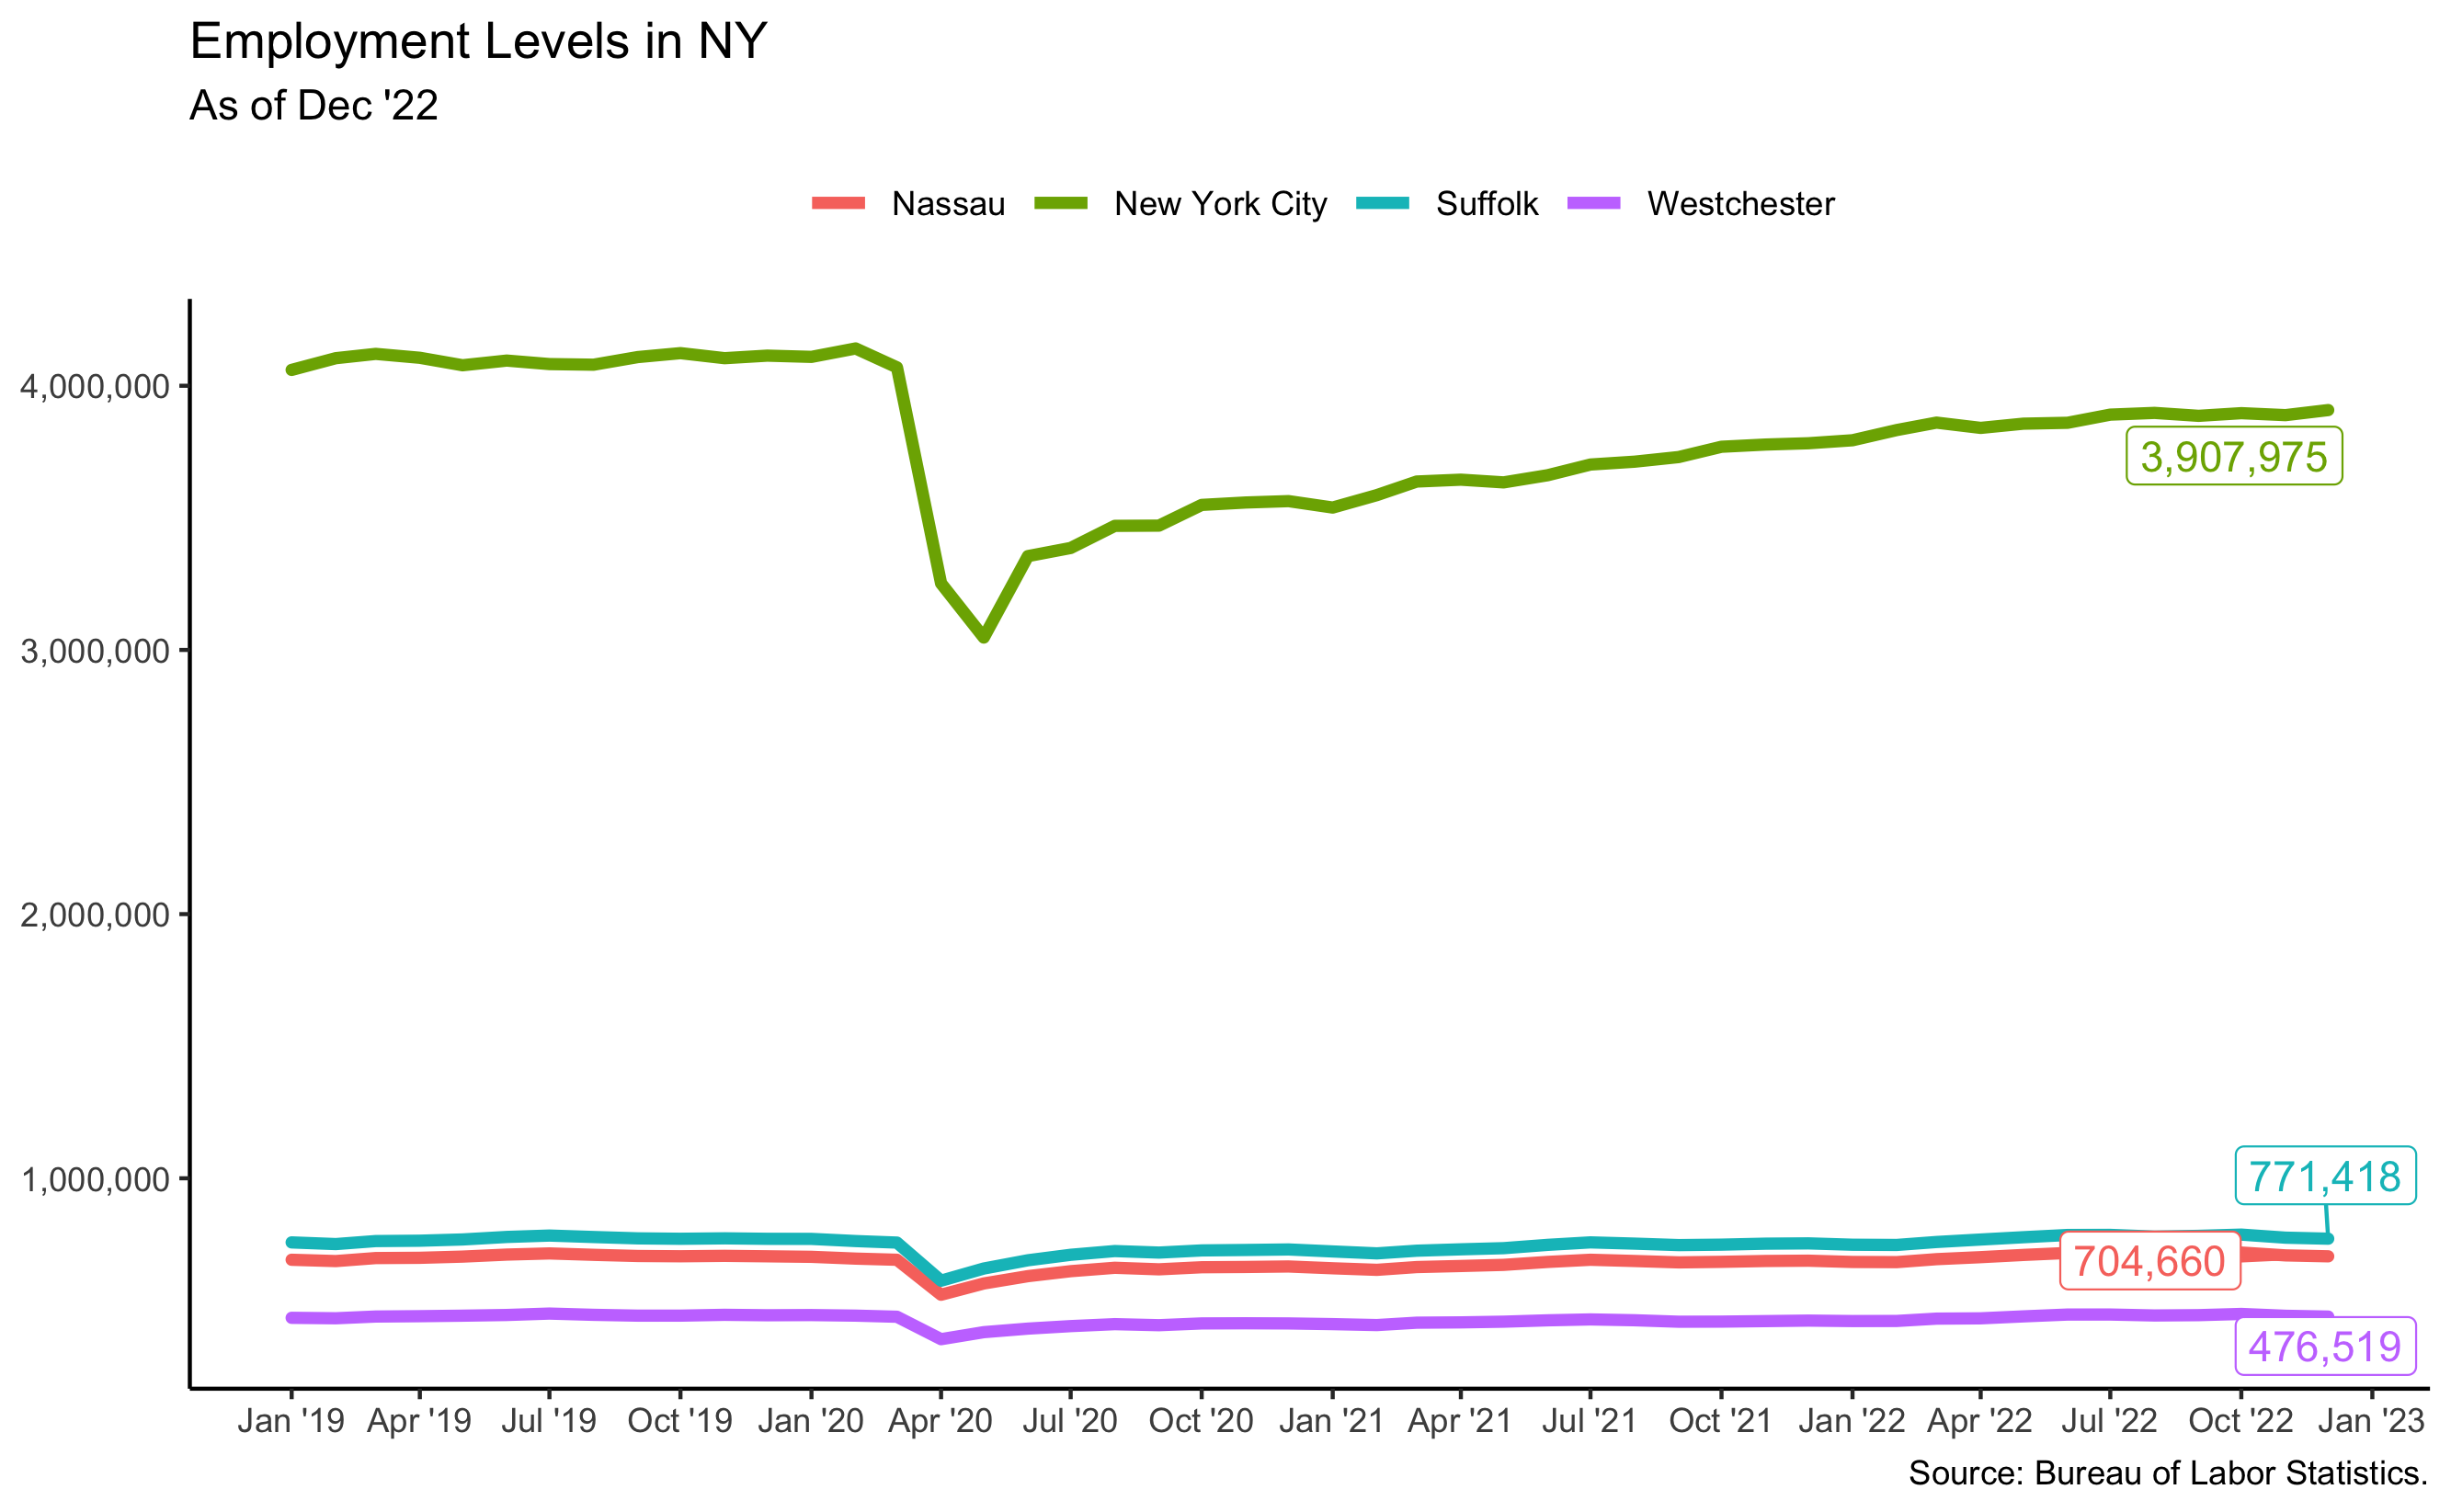 Employment Levels in NY
As of Dec '22
Nassau New York City Suffolk Westchester
4,000,000
3,907,975
3,000,000
2,000,000
1,000,000
771,418
704,660
476,519
Jan '19 Apr '19 Jul '19 Oct '19 Jan '20 Apr '20 Jul '20 Oct '20 Jan '21 Apr '21 Jul '21 Oct '21 Jan '22 Apr '22 Jul '22 Oct '22 Jan '23
Source: Bureau of Labor Statistics.